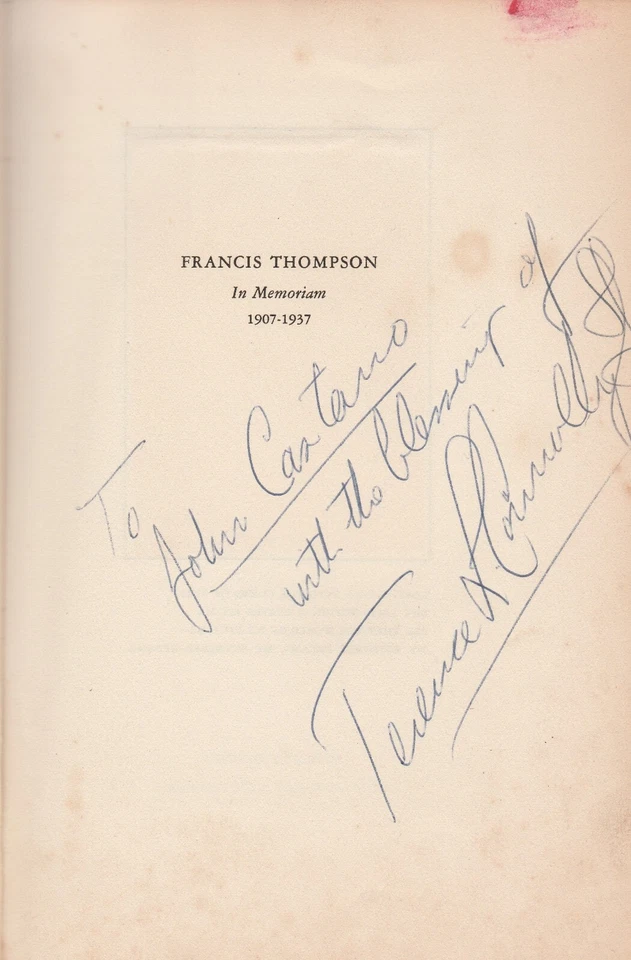 FRANCIS THOMPSON
In Memoriam
1907-1937
To
John Castano
with the blessing of
Terence L. Connolly, S.J.